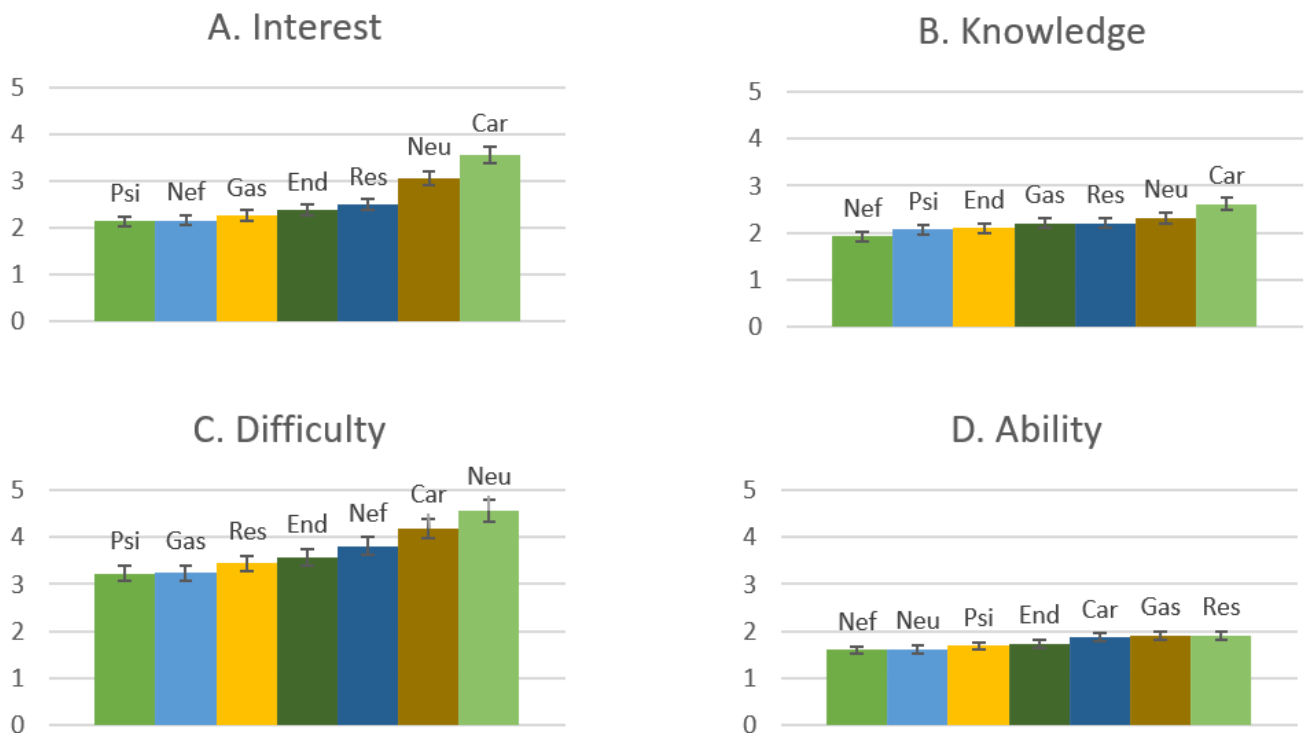 A. Interest
5
4
3
2
1
0
Psi
Nef
Gas
End
Res
Neu
Car
B. Knowledge
5
4
3
2
1
0
Nef
Psi
End
Gas
Res
Neu
Car
C. Difficulty
5
4
3
2
1
0
Psi
Gas
Res
End
Nef
Car
Neu
D. Ability
5
4
3
2
1
0
Nef
Neu
Psi
End
Car
Gas
Res